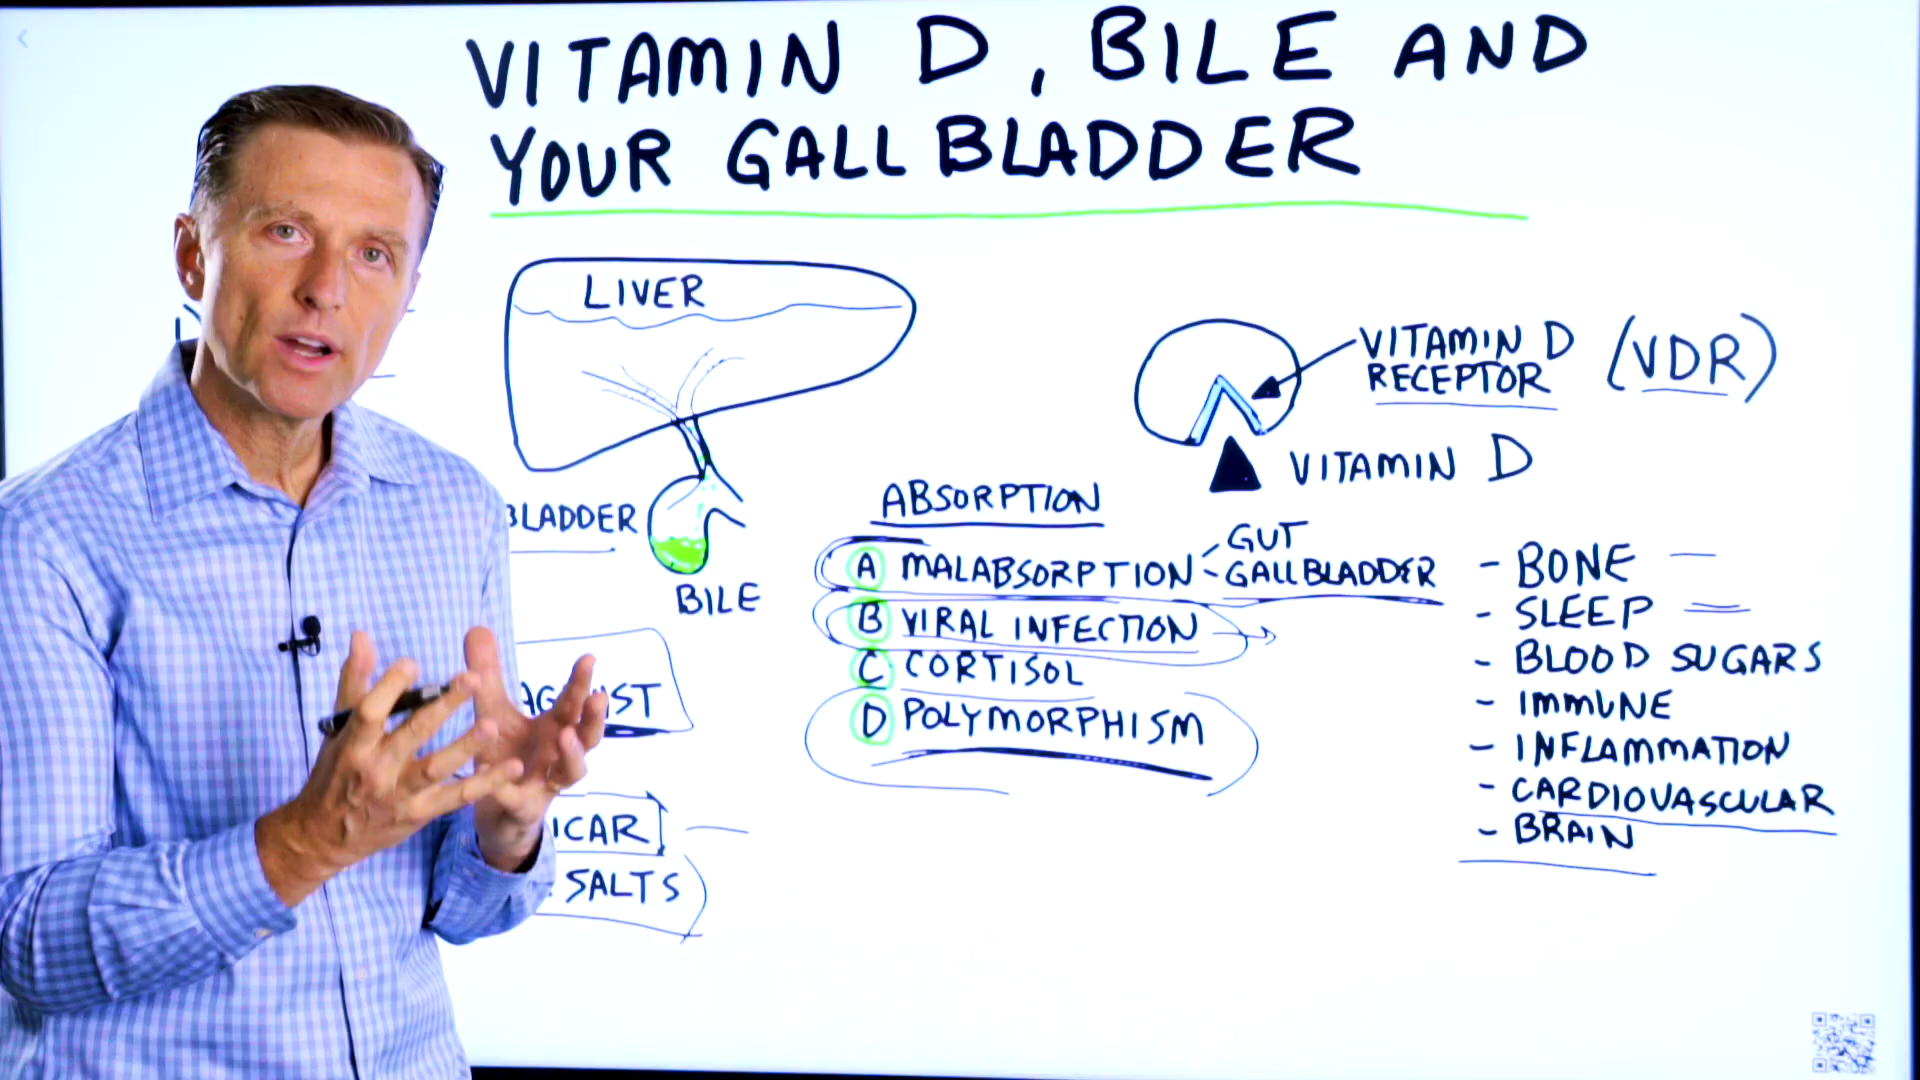 VITAMIN D, BILE AND
YOUR GALLBLADDER
LIVER
BLADDER
BILE
VITAMIN D
RECEPTOR
(VDR)
VITAMIN D
ABSORPTION
A MALABSORPTION - GUT
- GALLBLADDER
B VIRAL INFECTION
C CORTISOL
D POLYMORPHISM
- BONE
- SLEEP
- BLOOD SUGARS
- IMMUNE
- INFLAMMATION
- CARDIOVASCULAR
- BRAIN
SALTS